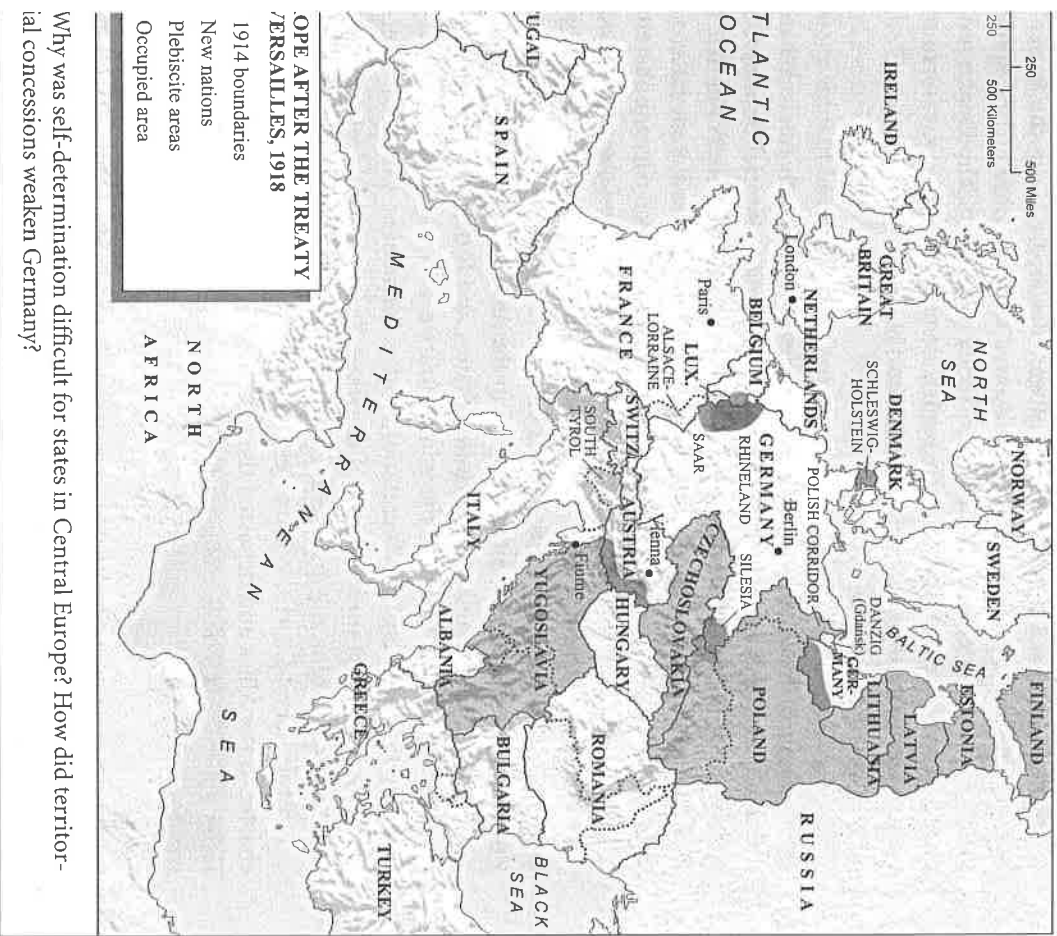 250
500 Miles
250
500 Kilometers
NORWAY
FINLAND
SWEDEN
NORTH
SEA
ESTONIA
BALTIC SEA
IRELAND
GREAT
BRITAIN
DENMARK
SCHLESWIG-
HOLSTEIN
DANZIG
(Gdańsk)
LATVIA
LITHUANIA
GER-
MANY
RUSSIA
London
NETHERLANDS
POLISH CORRIDOR
Berlin
POLAND
TLANTIC
OCEAN
BELGIUM
GERMANY
RHINELAND
SILESIA
Paris
LUX.
SAAR
ALSACE-
LORRAINE
CZECHOSLOVAKIA
Vienna
FRANCE
SWITZ.
AUSTRIA
HUNGARY
ROMANIA
SOUTH
TYROL
Fiume
YUGOSLAVIA
BLACK
SEA
UGAL
SPAIN
ITALY
BULGARIA
ALBANIA
GREECE
TURKEY
MEDITERRANEAN
SEA
NORTH
AFRICA
OPE AFTER THE TREATY
ERSAILLES, 1918
1914 boundaries
New nations
Plebiscite areas
Occupied area
Why was self-determination difficult for states in Central Europe? How did territor-
ial concessions weaken Germany?